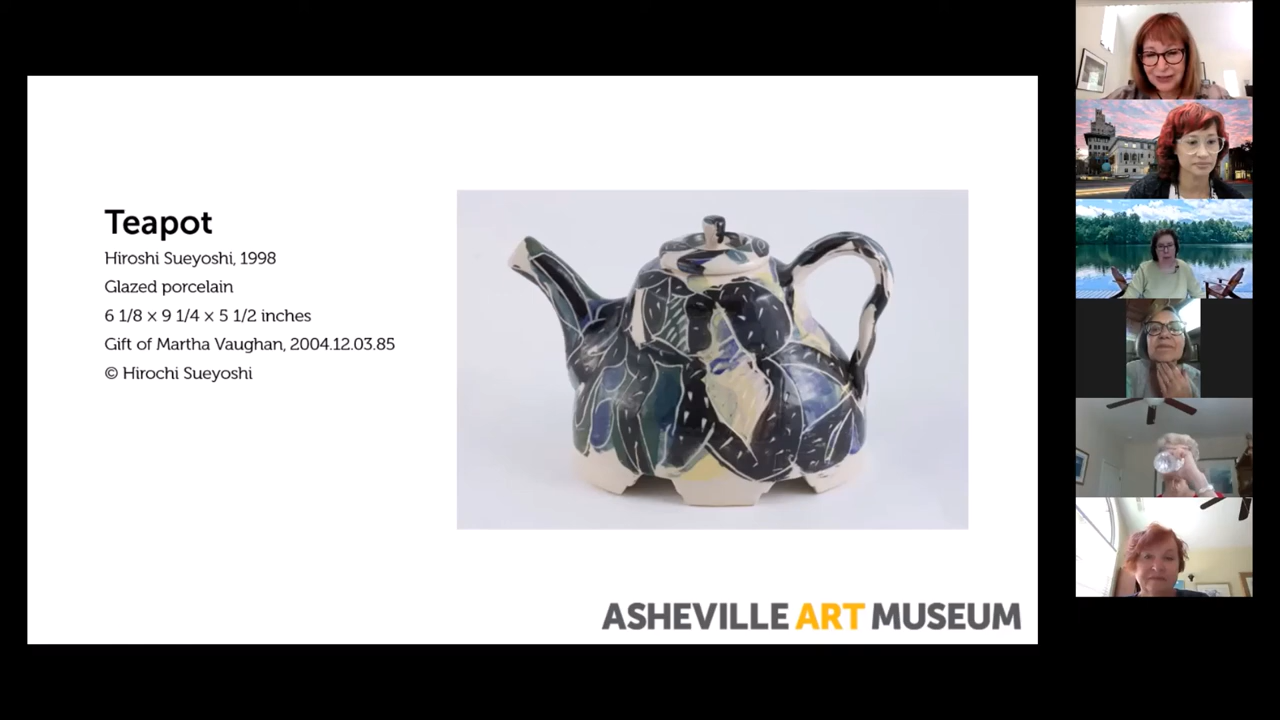 Teapot
Hiroshi Sueyoshi, 1998
Glazed porcelain
6 1/8 × 9 1/4 × 5 1/2 inches
Gift of Martha Vaughan, 2004.12.03.85
© Hirochi Sueyoshi
ASHEVILLE ART MUSEUM